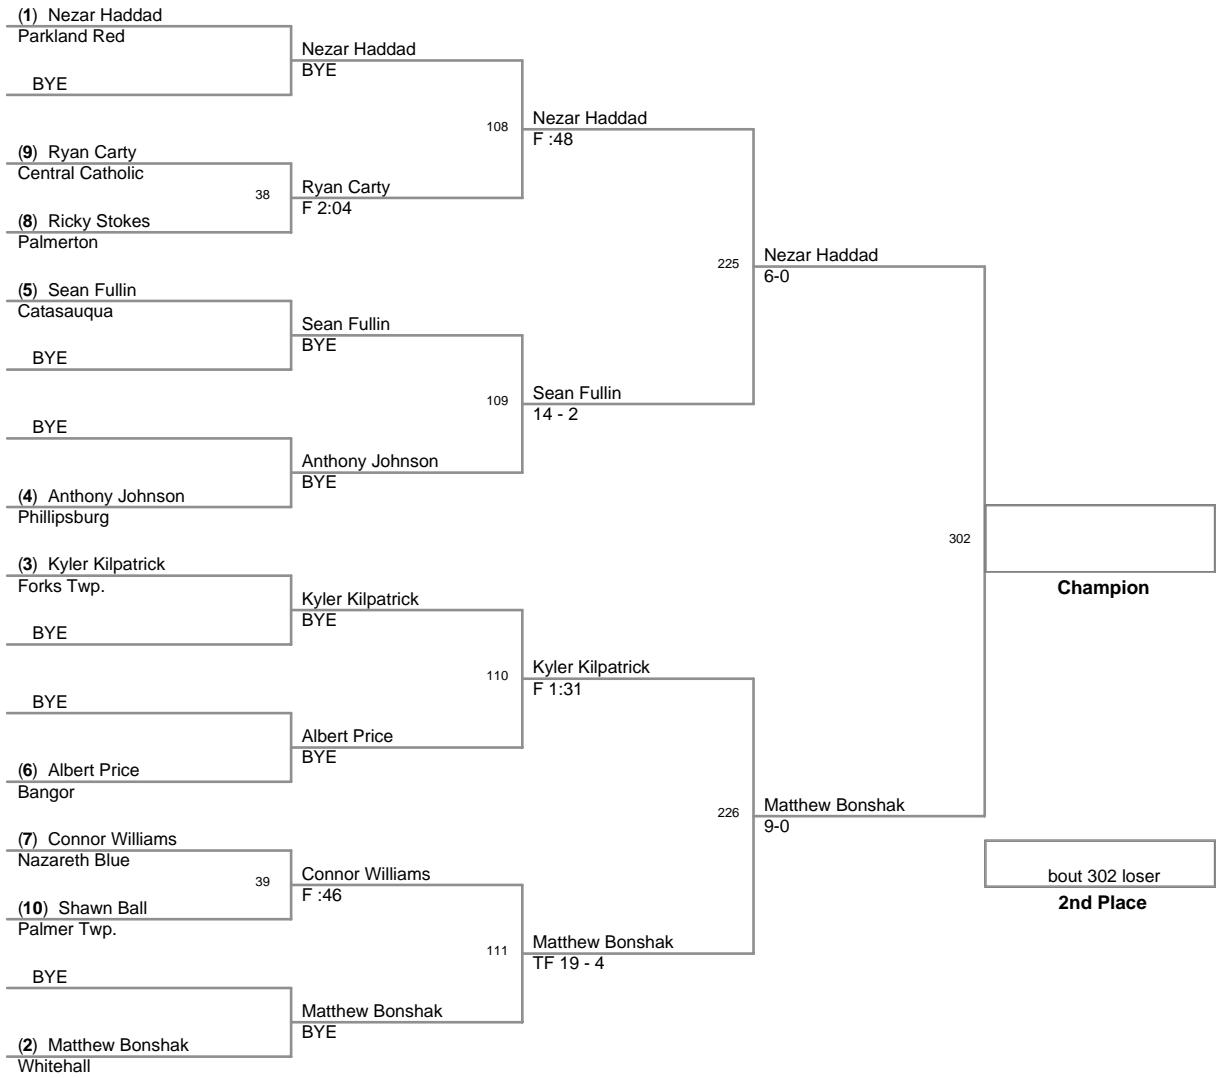 (1) Nezar Haddad
Parkland Red
BYE
(9) Ryan Carty
Central Catholic
(8) Ricky Stokes
Palmerton
(5) Sean Fullin
Catasauqua
BYE
BYE
(4) Anthony Johnson
Phillipsburg
(3) Kyler Kilpatrick
Forks Twp.
BYE
BYE
(6) Albert Price
Bangor
(7) Connor Williams
Nazareth Blue
(10) Shawn Ball
Palmer Twp.
BYE
(2) Matthew Bonshak
Whitehall
Nezar Haddad
BYE
38
Ryan Carty
F 2:04
Sean Fullin
BYE
Anthony Johnson
BYE
Kyler Kilpatrick
BYE
Albert Price
BYE
39
Connor Williams
F :46
Matthew Bonshak
BYE
108
Nezar Haddad
F :48
109
Sean Fullin
14 - 2
110
Kyler Kilpatrick
F 1:31
111
Matthew Bonshak
TF 19 - 4
225
Nezar Haddad
6-0
226
Matthew Bonshak
9-0
302
Champion
bout 302 loser
2nd Place